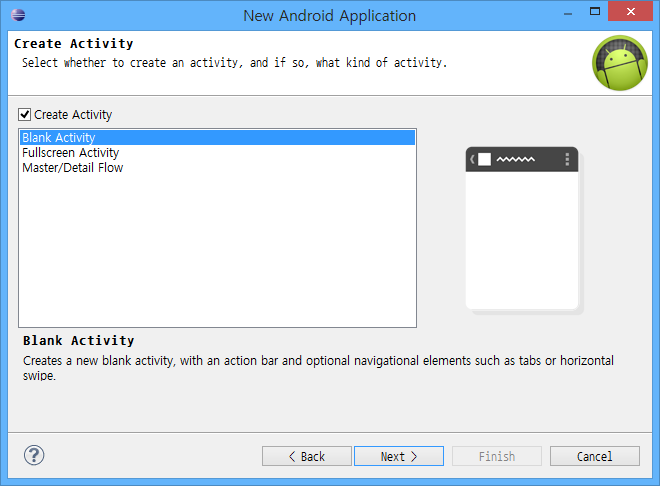 New Android Application
Create Activity
Select whether to create an activity, and if so, what kind of activity.
Create Activity
Blank Activity
Fullscreen Activity
Master/Detail Flow
Blank Activity
Creates a new blank activity, with an action bar and optional navigational elements such as tabs or horizontal
swipe.
? < Back Next > Finish Cancel